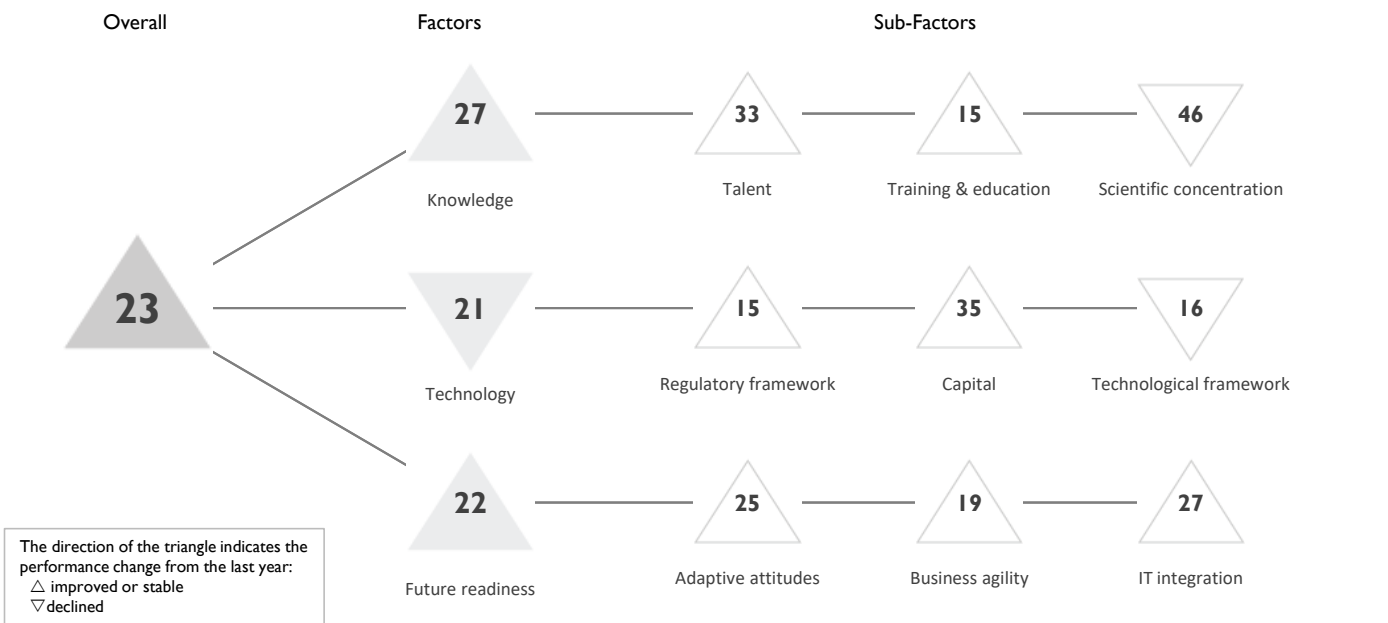 Overall Factors Sub-Factors
27 33 15 46
Knowledge Talent Training & education Scientific concentration
23 21 15 35 16
Technology Regulatory framework Capital Technological framework
22 25 19 27
Future readiness Adaptive attitudes Business agility IT integration
The direction of the triangle indicates the
performance change from the last year:
△ improved or stable
▽ declined